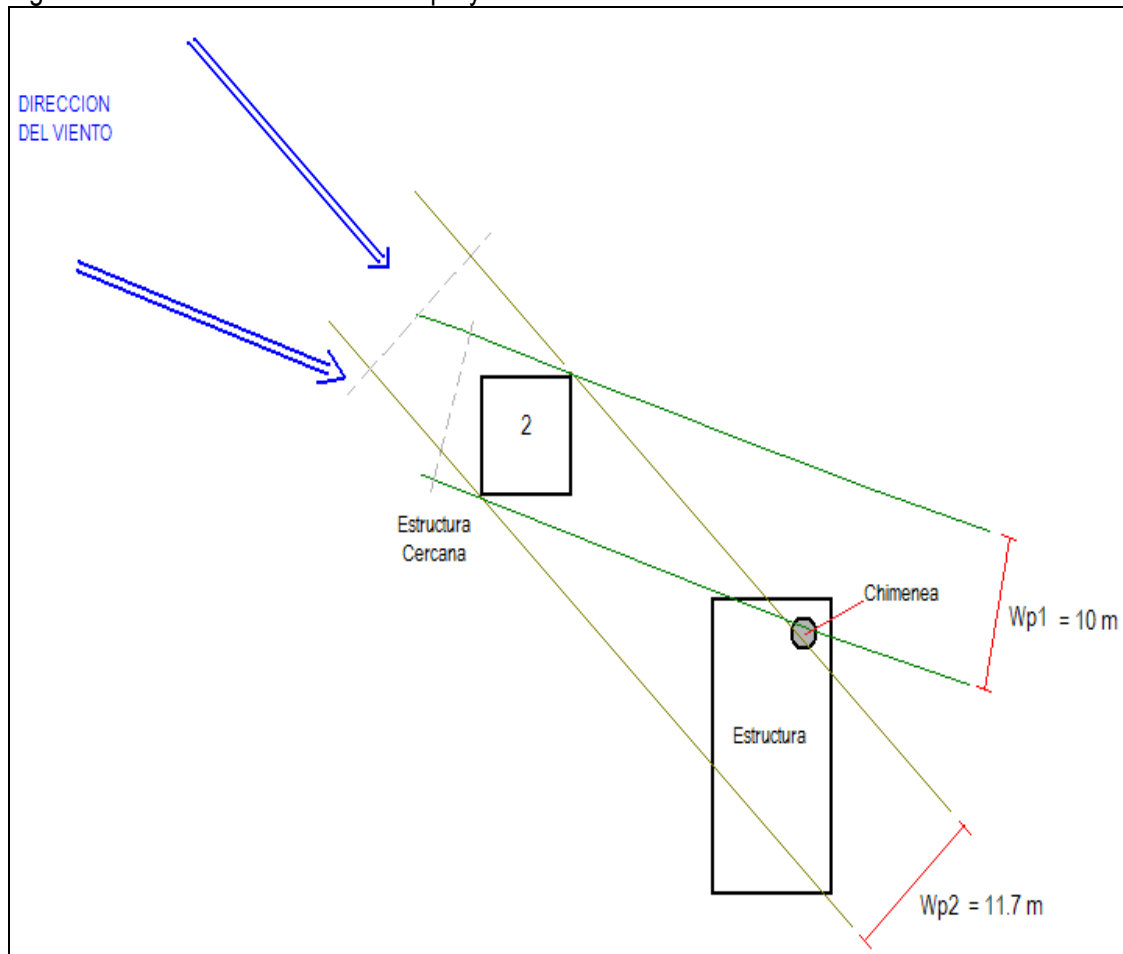 DIRECCION
DEL VIENTO
2
Estructura
Cercana
Chimenea
Wp1 = 10 m
Estructura
Wp2 = 11.7 m